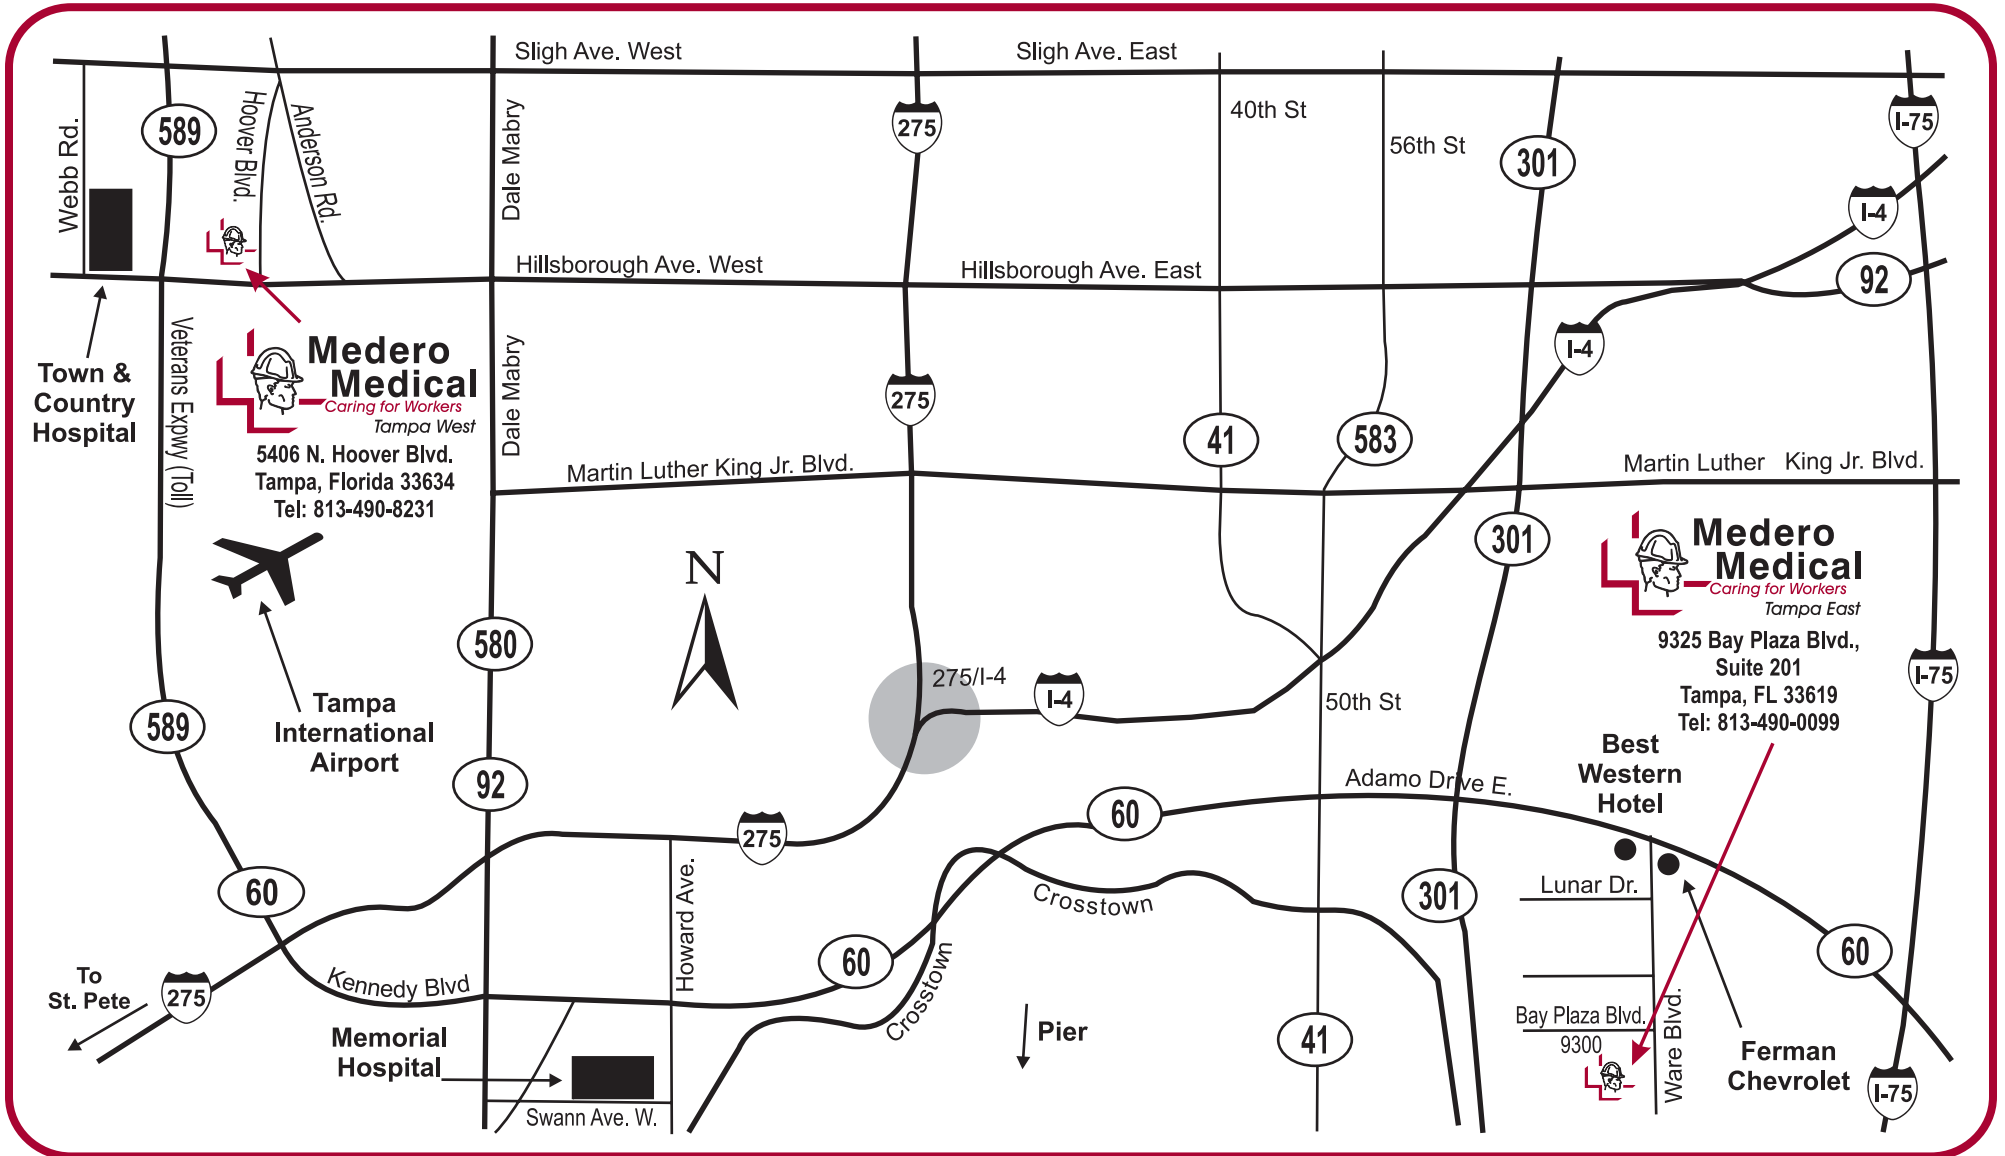 Sligh Ave. West
Sligh Ave. East
Webb Rd.
589
Hoover Blvd.
Anderson Rd.
Dale Mabry
275
40th St
56th St
301
I-75
I-4
92
Hillsborough Ave. West
Hillsborough Ave. East
Town &
Country
Hospital
Veterans Expwy (Toll)
Medero
Medical
Caring for Workers
Tampa West
5406 N. Hoover Blvd.
Tampa, Florida 33634
Tel: 813-490-8231
Dale Mabry
275
41
583
I-4
Martin Luther King Jr. Blvd.
Martin Luther King Jr. Blvd.
301
N
Medero
Medical
Caring for Workers
Tampa East
9325 Bay Plaza Blvd.,
Suite 201
Tampa, FL 33619
Tel: 813-490-0099
580
275/I-4
I-4
50th St
I-75
589
Tampa
International
Airport
92
Best
Western
Hotel
Adamo Drive E.
60
275
60
Howard Ave.
Crosstown
301
Lunar Dr.
60
60
Crosstown
Kennedy Blvd
To
St. Pete
275
Memorial
Hospital
Swann Ave. W.
Pier
41
Bay Plaza Blvd.
9300
Ware Blvd.
Ferman
Chevrolet
I-75